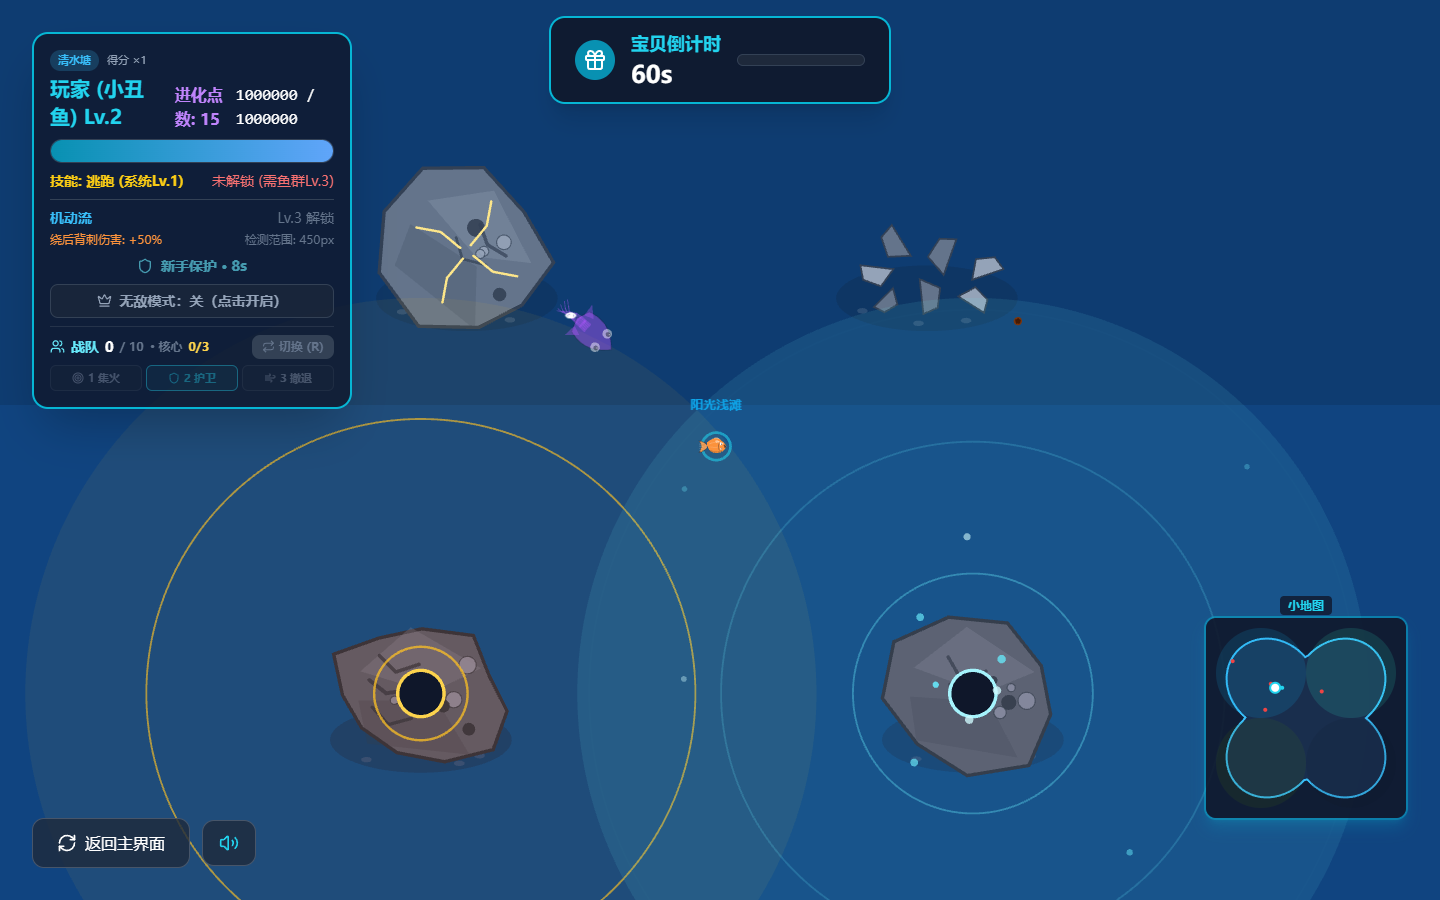 清水塘 得分 ×1
玩家 (小丑鱼) Lv.2
进化点数: 15
1000000 / 1000000
技能: 逃跑 (系统Lv.1) 未解锁 (需鱼群Lv.3)
机动流 Lv.3 解锁
绕后背刺伤害: +50% 检测范围: 450px
新手保护 • 8s
无敌模式：关（点击开启）
战队 0 / 10 • 核心 0/3 切换 (R)
1 集火 2 护卫 3 撤退
宝贝倒计时
60s
阳光浅滩
小地图
返回主界面